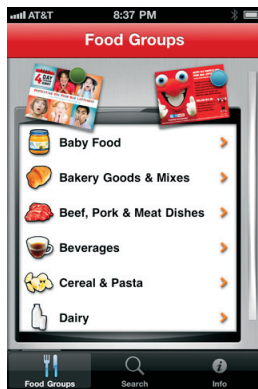 AT&T 8:37 PM
Food Groups
4 DAY
Baby Food
Bakery Goods & Mixes
Beef, Pork & Meat Dishes
Beverages
Cereal & Pasta
Dairy
Food Groups Search Info